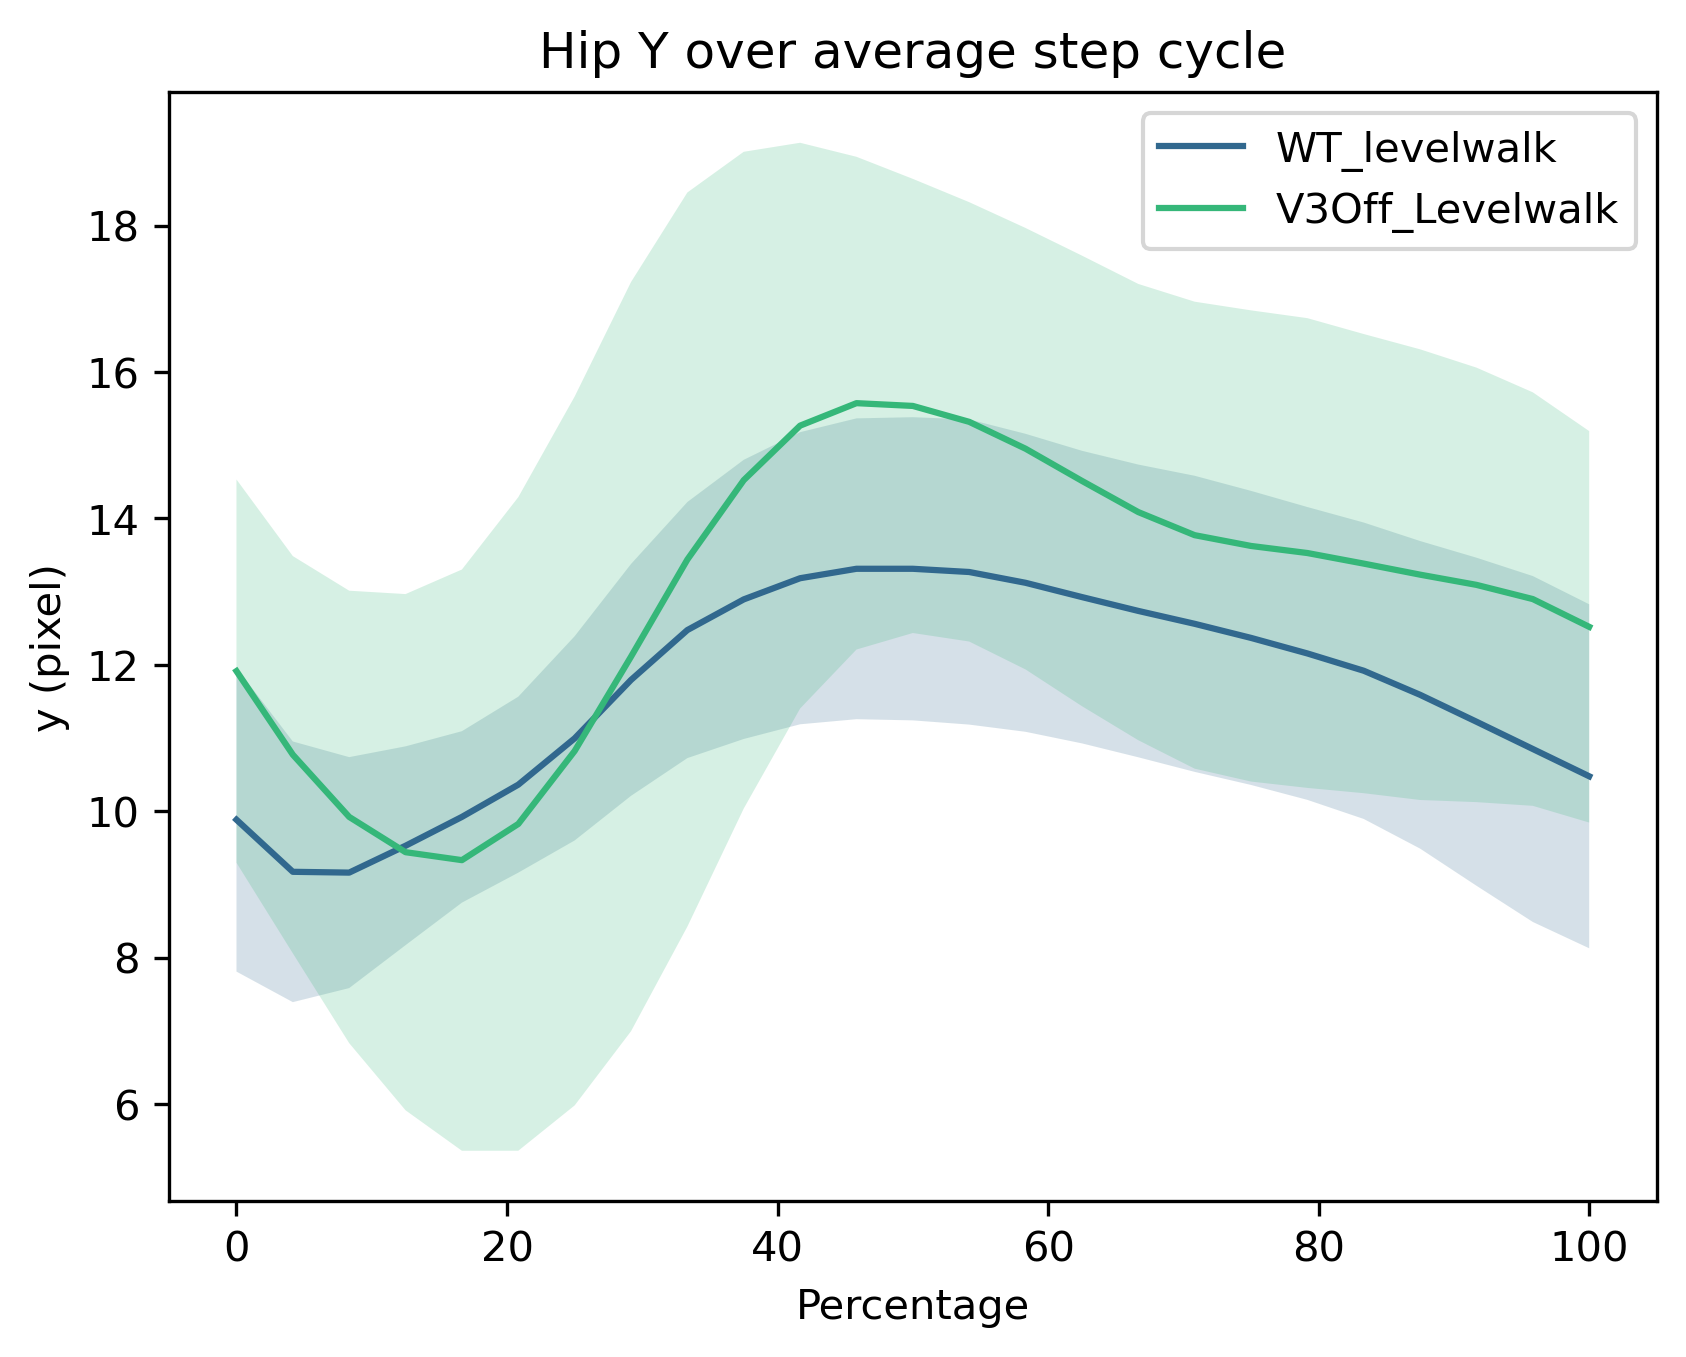 Hip Y over average step cycle
WT_levelwalk
V3Off_Levelwalk
y (pixel)
18
16
14
12
10
8
6
0 20 40 60 80 100
Percentage